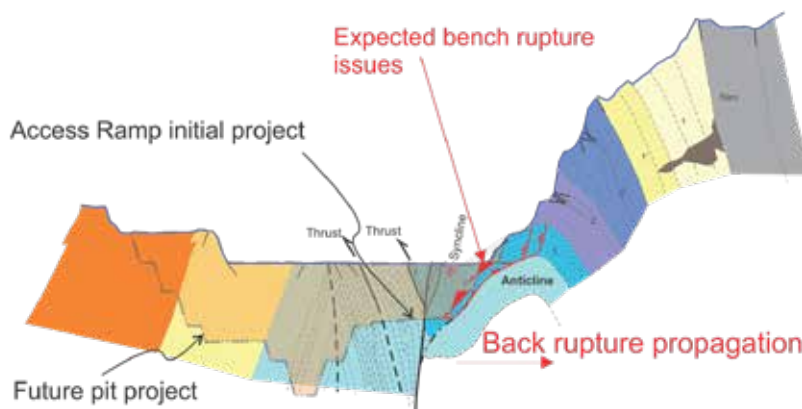 Expected bench rupture
issues
Access Ramp initial project
Thrust
Thrust
Syncline
Anticline
Back rupture propagation
Future pit project